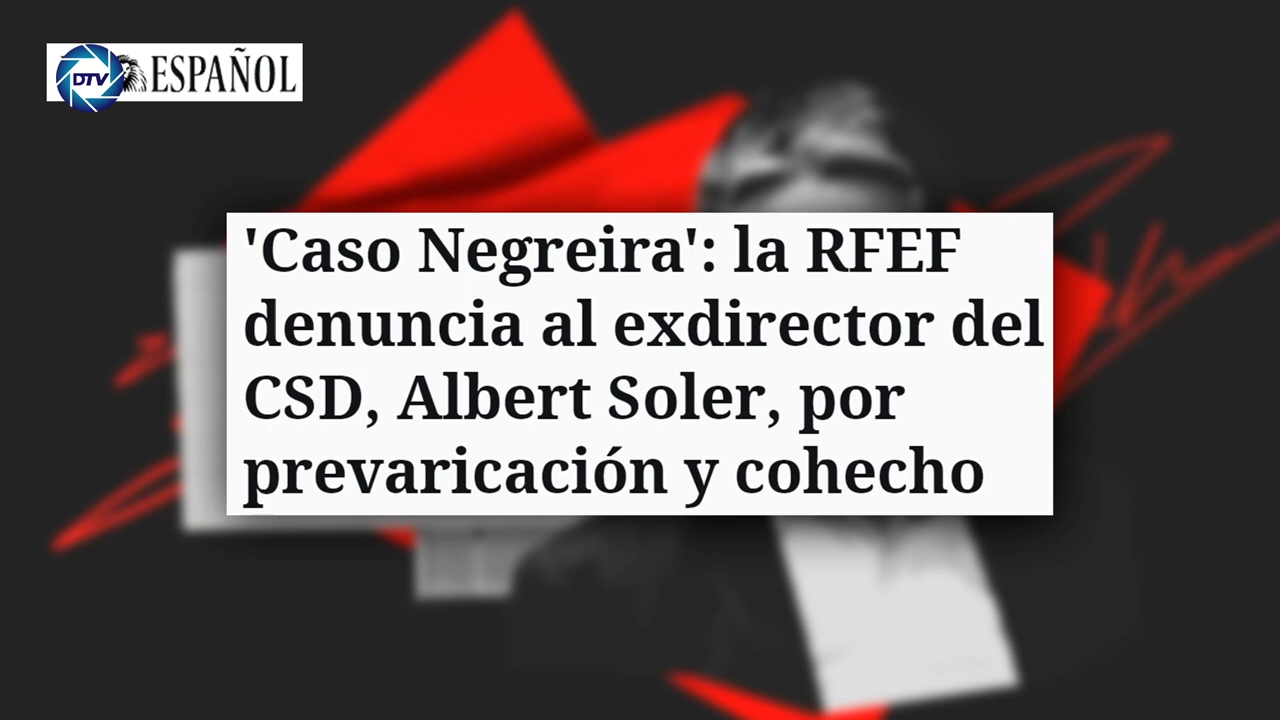 DTV
ESPAÑOL
'Caso Negreira': la RFEF
denuncia al exdirector del
CSD, Albert Soler, por
prevaricación y cohecho